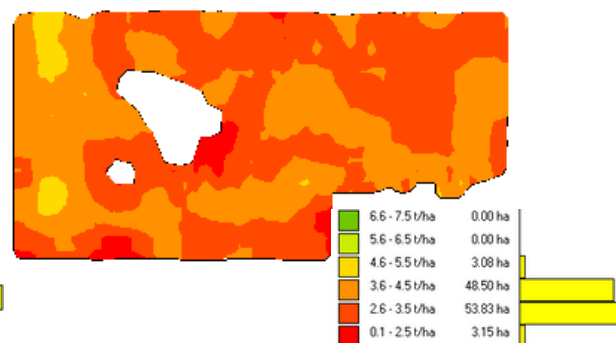 6.6 - 7.5 t/ha 0.00 ha
5.6 - 6.5 t/ha 0.00 ha
4.6 - 5.5 t/ha 3.08 ha
3.6 - 4.5 t/ha 48.50 ha
2.6 - 3.5 t/ha 53.83 ha
0.1 - 2.5 t/ha 3.15 ha